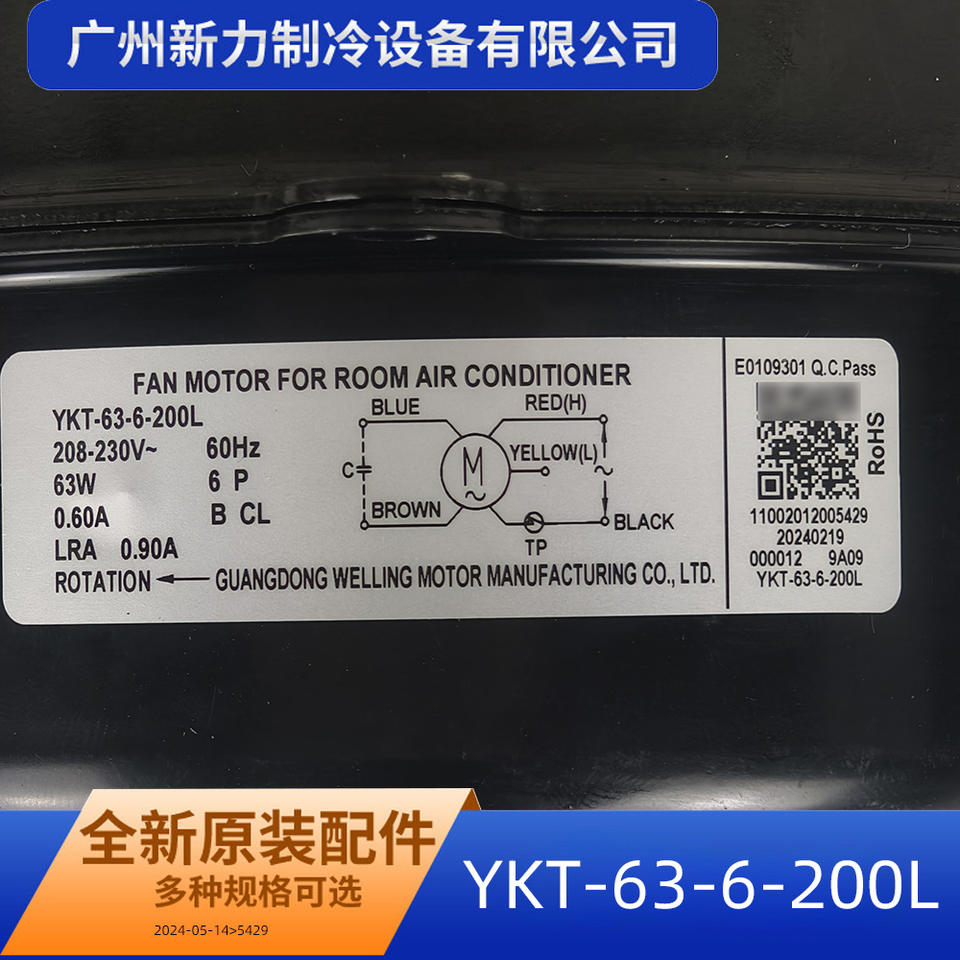 广州新力制冷设备有限公司
FAN MOTOR FOR ROOM AIR CONDITIONER
YKT-63-6-200L
208-230V~ 60Hz
63W 6 P
0.60A B CL
LRA 0.90A
ROTATION
BLUE
RED(H)
C
M
~
YELLOW(L)
~
BROWN
BLACK
TP
GUANGDONG WELLING MOTOR MANUFACTURING CO., LTD.
E0109301 Q.C.Pass
RoHS
11002012005429
20240219
000012 9A09
YKT-63-6-200L
全新原装配件
多种规格可选
2024-05-14>5429
YKT-63-6-200L